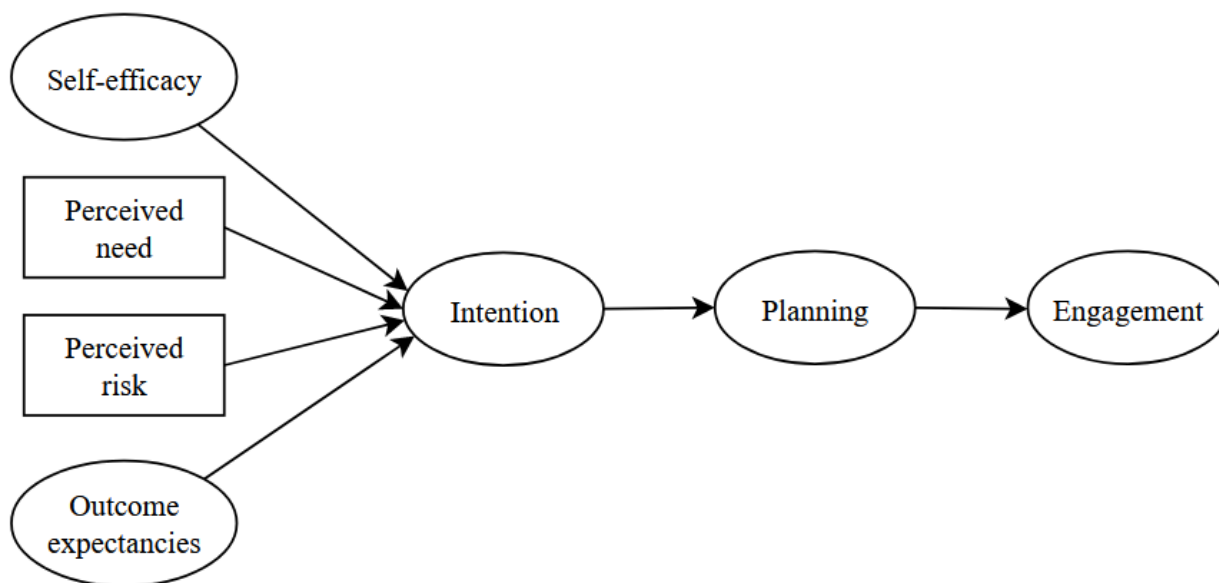 Self-efficacy
Perceived
need
Perceived
risk
Outcome
expectancies
Intention
Planning
Engagement